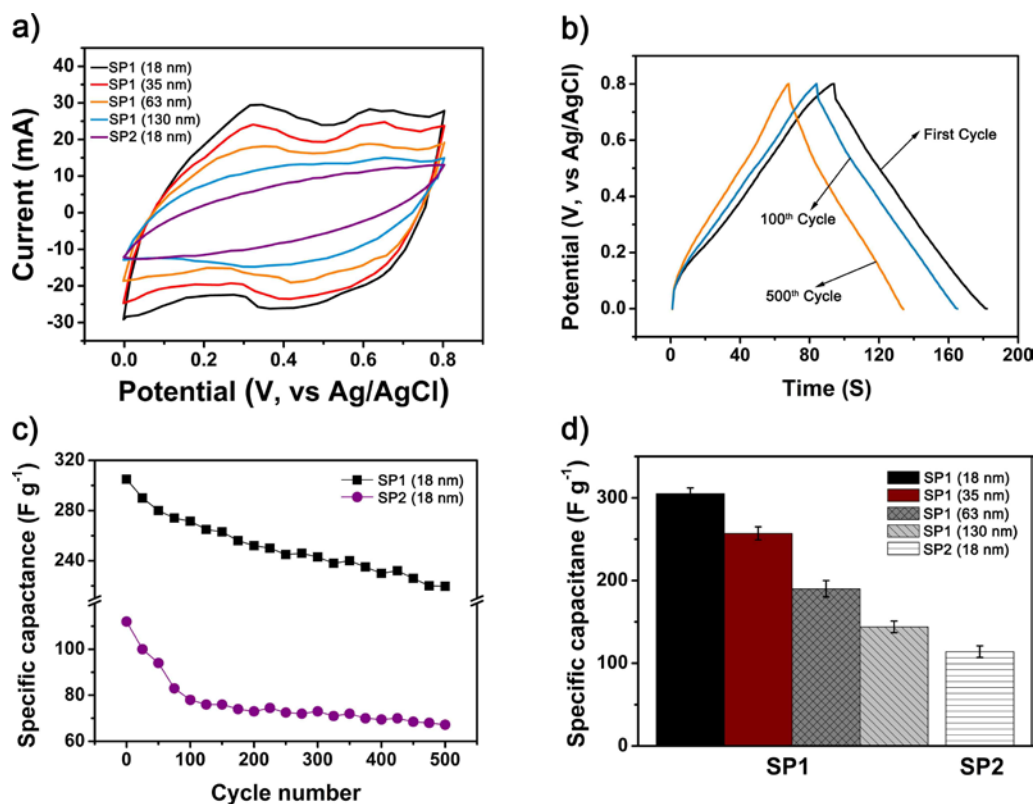 a)
Current (mA)
40
30
20
10
0
-10
-20
-30
SP1 (18 nm)
SP1 (35 nm)
SP1 (63 nm)
SP1 (130 nm)
SP2 (18 nm)
0.0 0.2 0.4 0.6 0.8
Potential (V, vs Ag/AgCl)
b)
Potential (V, vs Ag/AgCl)
0.8
0.6
0.4
0.2
0.0
First Cycle
100th Cycle
500th Cycle
0 40 80 120 160 200
Time (S)
c)
Specific capactance (F g-1)
320
280
240
100
80
60
SP1 (18 nm)
SP2 (18 nm)
0 100 200 300 400 500
Cycle number
d)
Specific capacitane (F g-1)
300
200
100
0
SP1 (18 nm)
SP1 (35 nm)
SP1 (63 nm)
SP1 (130 nm)
SP2 (18 nm)
SP1 SP2